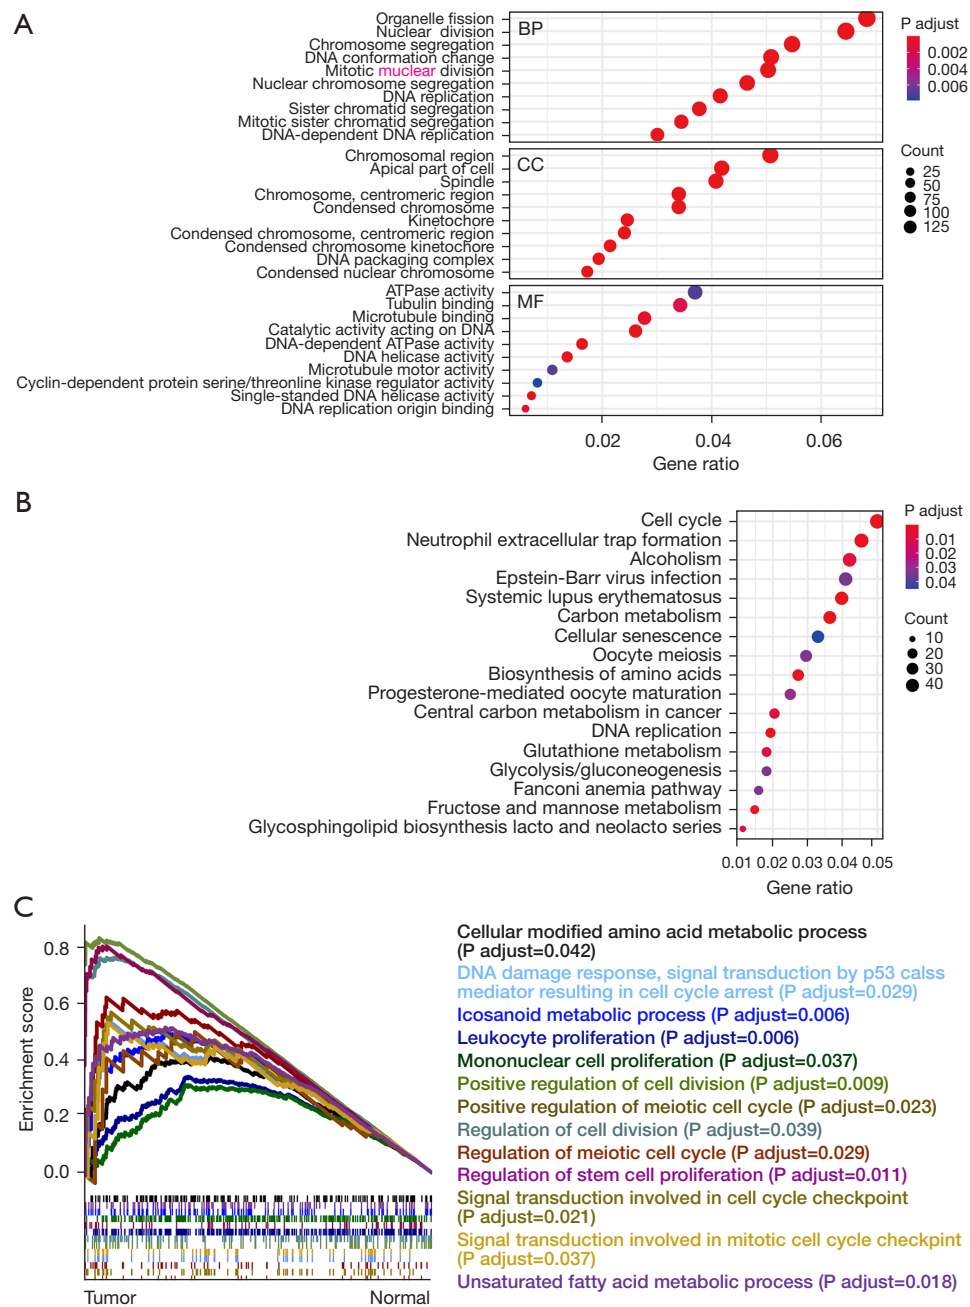 A
Organelle fission
Nuclear division
Chromosome segregation
DNA conformation change
Mitotic muclear division
Nuclear chromosome segregation
DNA replication
Sister chromatid segregation
Mitotic sister chromatid segregation
DNA-dependent DNA replication
BP
Chromosomal region
Apical part of cell
Spindle
Chromosome, centromeric region
Condensed chromosome
Kinetochore
Condensed chromosome, centromeric region
Condensed chromosome kinetochore
DNA packaging complex
Condensed nuclear chromosome
CC
ATPase activity
Tubulin binding
Microtubule binding
Catalytic activity acting on DNA
DNA-dependent ATPase activity
DNA helicase activity
Microtubule motor activity
Cyclin-dependent protein serine/threonline kinase regulator activity
Single-standed DNA helicase activity
DNA replication origin binding
MF
0.02 0.04 0.06
Gene ratio
P adjust
0.002
0.004
0.006
Count
25
50
75
100
125
B
Cell cycle
Neutrophil extracellular trap formation
Alcoholism
Epstein-Barr virus infection
Systemic lupus erythematosus
Carbon metabolism
Cellular senescence
Oocyte meiosis
Biosynthesis of amino acids
Progesterone-mediated oocyte maturation
Central carbon metabolism in cancer
DNA replication
Glutathione metabolism
Glycolysis/gluconeogenesis
Fanconi anemia pathway
Fructose and mannose metabolism
Glycosphingolipid biosynthesis lacto and neolacto series
0.01 0.02 0.03 0.04 0.05
Gene ratio
P adjust
0.01
0.02
0.03
0.04
Count
10
20
30
40
C
Enrichment score
0.8
0.6
0.4
0.2
0.0
Tumor Normal
Cellular modified amino acid metabolic process
(P adjust=0.042)
DNA damage response, signal transduction by p53 calss
mediator resulting in cell cycle arrest (P adjust=0.029)
Icosanoid metabolic process (P adjust=0.006)
Leukocyte proliferation (P adjust=0.006)
Mononuclear cell proliferation (P adjust=0.037)
Positive regulation of cell division (P adjust=0.009)
Positive regulation of meiotic cell cycle (P adjust=0.023)
Regulation of cell division (P adjust=0.039)
Regulation of meiotic cell cycle (P adjust=0.029)
Regulation of stem cell proliferation (P adjust=0.011)
Signal transduction involved in cell cycle checkpoint
(P adjust=0.021)
Signal transduction involved in mitotic cell cycle checkpint
(P adjust=0.037)
Unsaturated fatty acid metabolic process (P adjust=0.018)